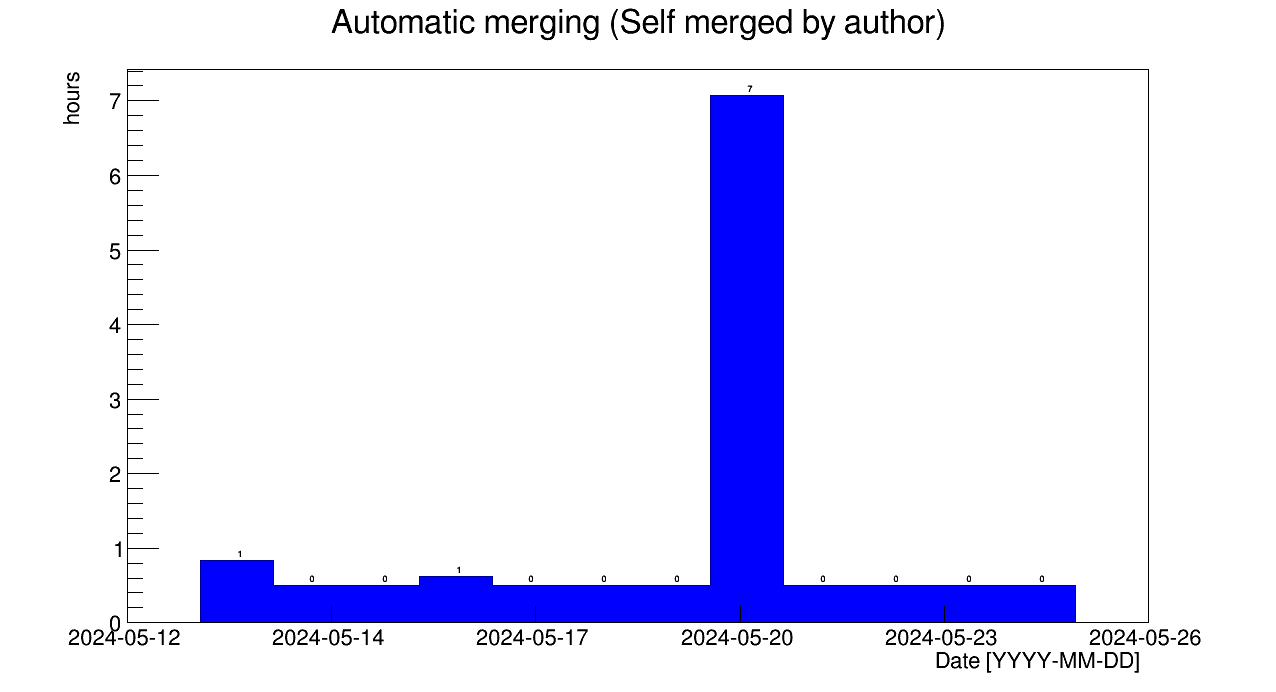 Automatic merging (Self merged by author)
hours
7
6
5
4
3
2
1
0
1 0 0 1 0 0 0 7 0 0 0 0
2024-05-12 2024-05-14 2024-05-17 2024-05-20 2024-05-23 2024-05-26
Date [YYYY-MM-DD]